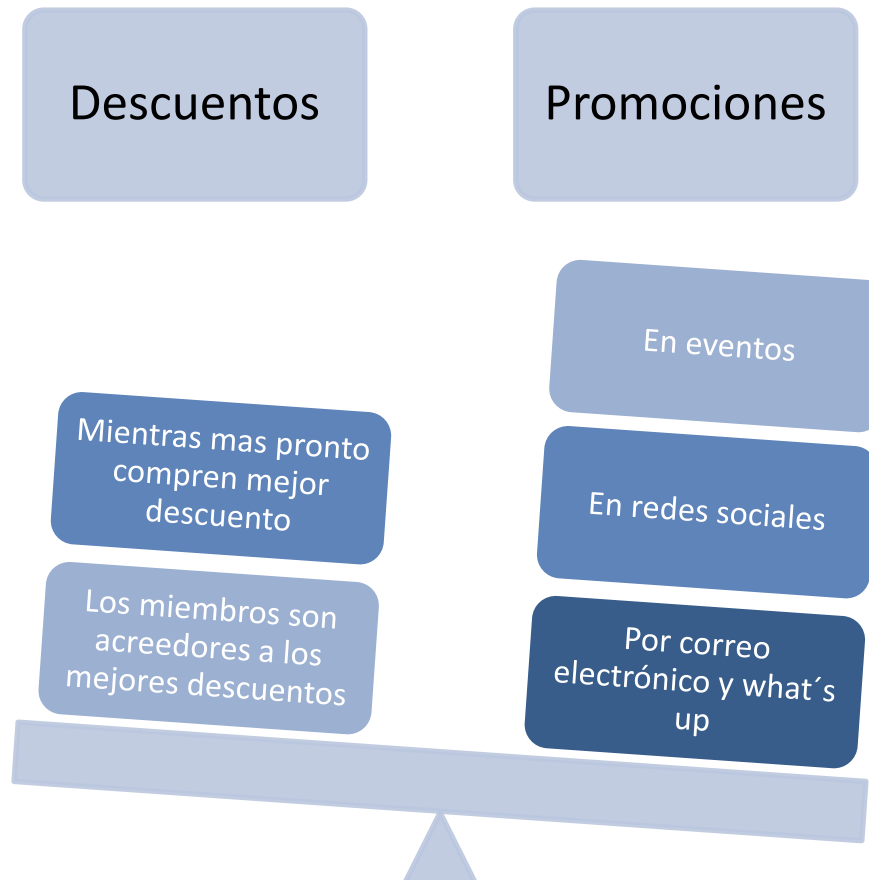 Descuentos
Promociones
En eventos
Mientras mas pronto
compren mejor
descuento
En redes sociales
Los miembros son
acreedores a los
mejores descuentos
Por correo
electrónico y what´s
up